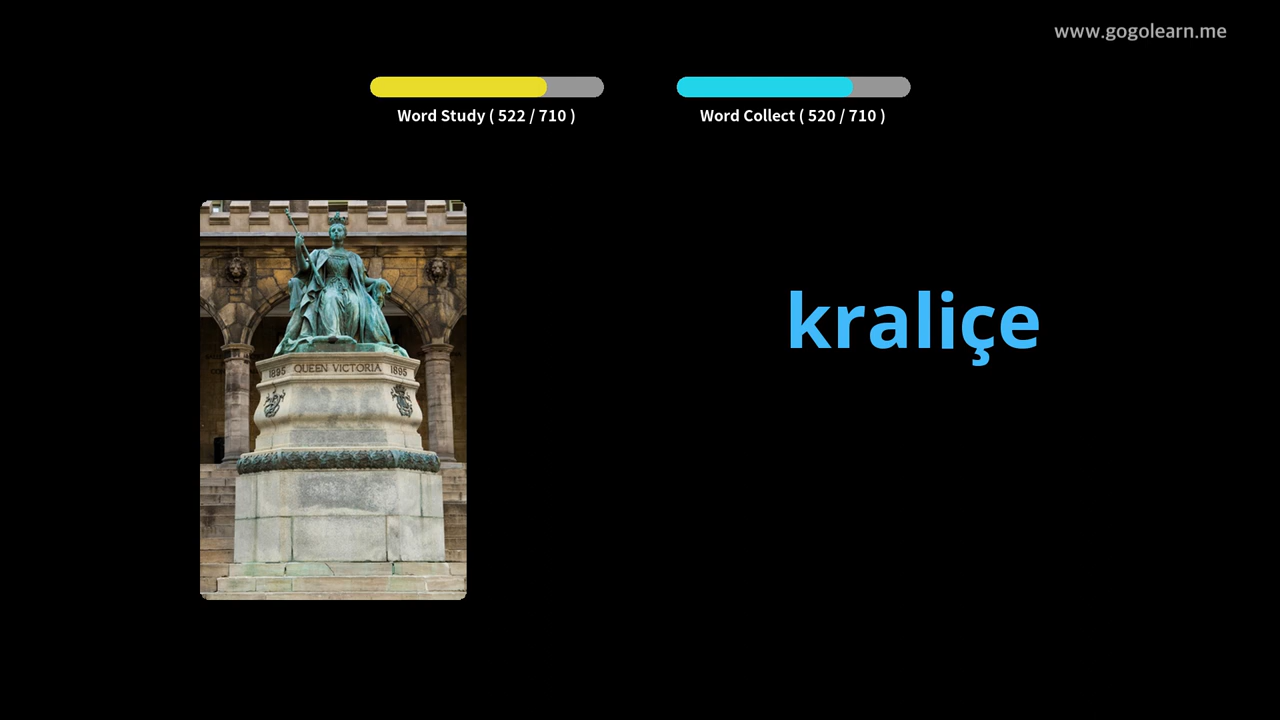 www.gogolearn.me
Word Study ( 522 / 710 )
Word Collect ( 520 / 710 )
kraliçe
1895 QUEEN VICTORIA 1895